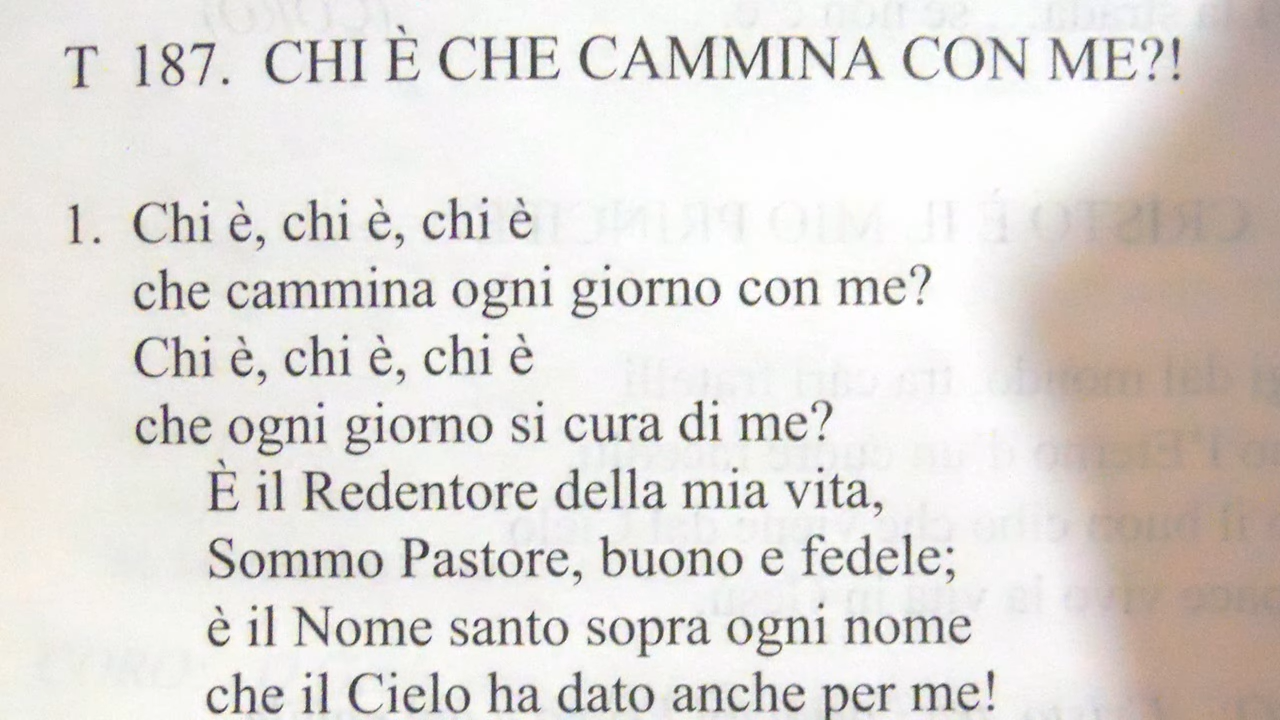 T 187. CHI È CHE CAMMINA CON ME?!
1. Chi è, chi è, chi è
che cammina ogni giorno con me?
Chi è, chi è, chi è
che ogni giorno si cura di me?
È il Redentore della mia vita,
Sommo Pastore, buono e fedele;
è il Nome santo sopra ogni nome
che il Cielo ha dato anche per me!